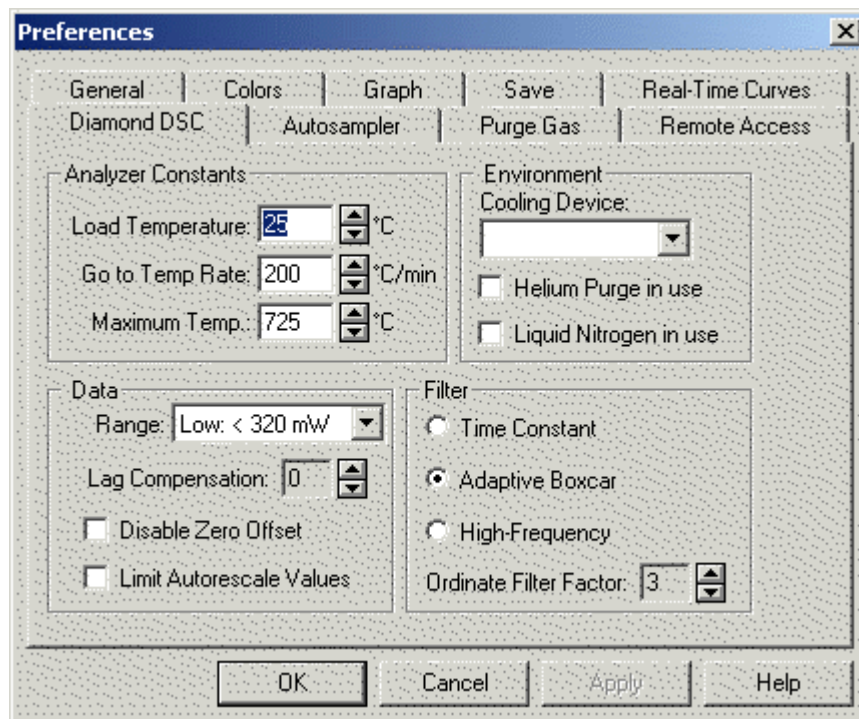 Preferences
General Colors Graph Save Real-Time Curves
Diamond DSC Autosampler Purge Gas Remote Access
Analyzer Constants
Load Temperature: 25 °C
Go to Temp Rate: 200 °C/min
Maximum Temp.: 725 °C
Environment
Cooling Device:
Helium Purge in use
Liquid Nitrogen in use
Data
Range: Low: < 320 mW
Lag Compensation: 0
Disable Zero Offset
Limit Autorescale Values
Filter
Time Constant
Adaptive Boxcar
High-Frequency
Ordinate Filter Factor: 3
OK Cancel Apply Help